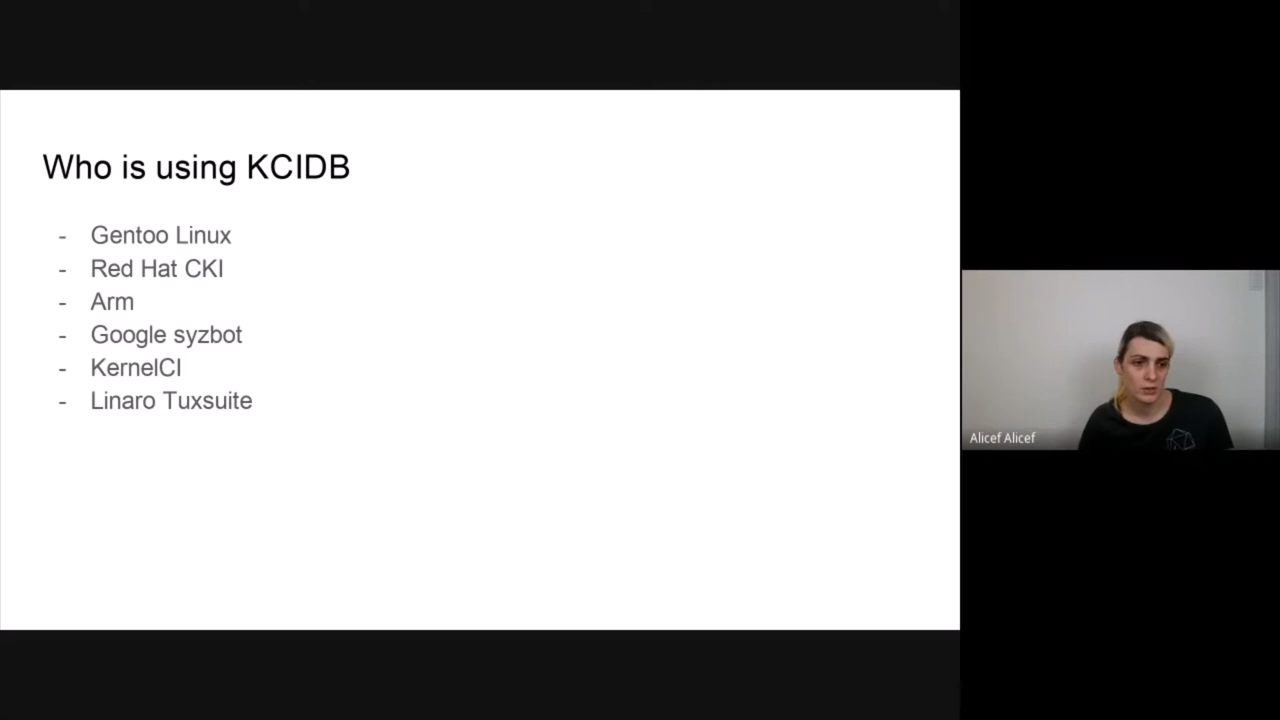 Who is using KCIDB
- Gentoo Linux
- Red Hat CKI
- Arm
- Google syzbot
- KernelCI
- Linaro Tuxsuite
Alicef Alicef